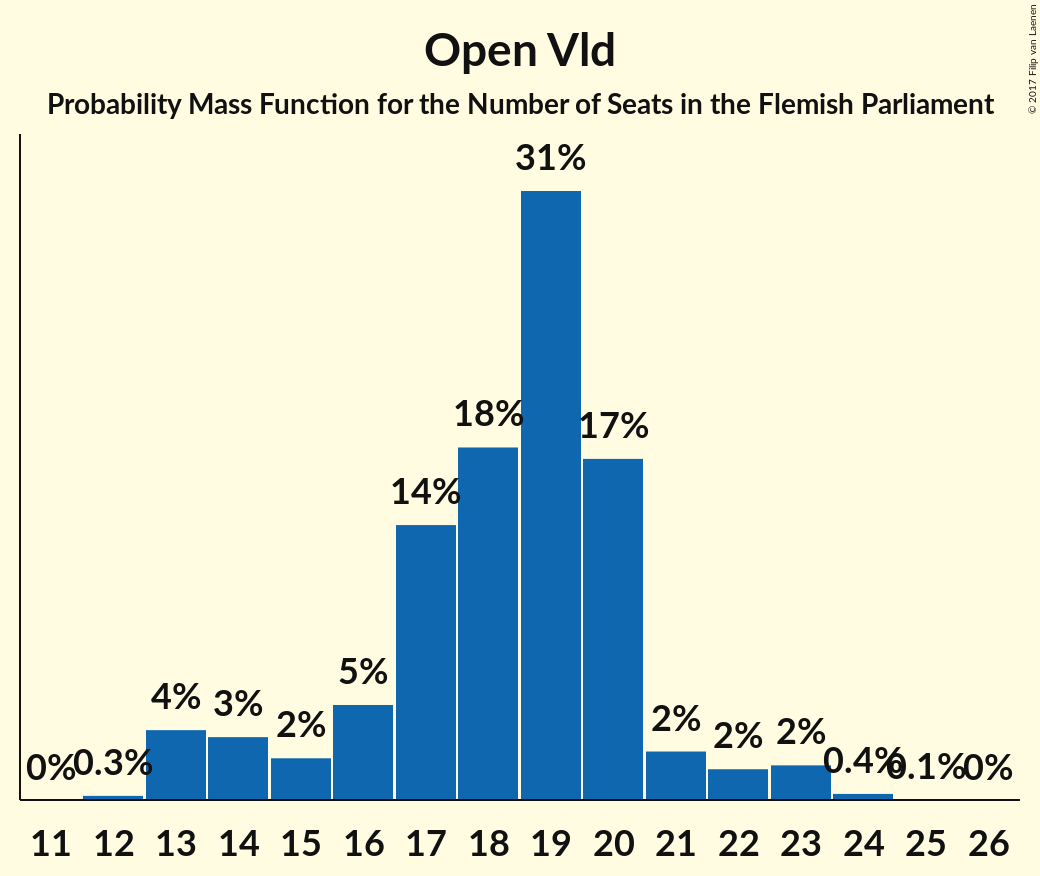 Open Vld
Probability Mass Function for the Number of Seats in the Flemish Parliament
© 2017 Filip van Laenen
0% 0.3% 4% 3% 2% 5% 14% 18% 31% 17% 2% 2% 2% 0.4% 0.1% 0%
11 12 13 14 15 16 17 18 19 20 21 22 23 24 25 26